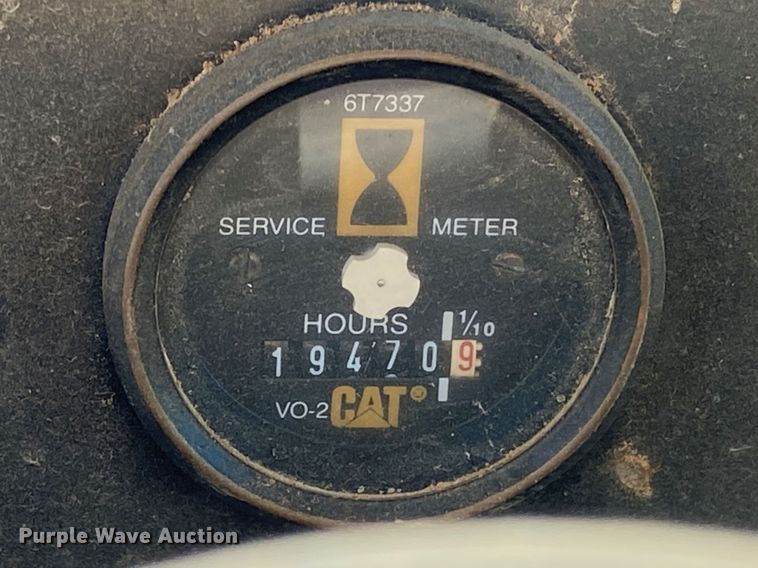 6T7337
SERVICE METER
HOURS 1/10
194709
VO-2 CAT®
Purple Wave Auction